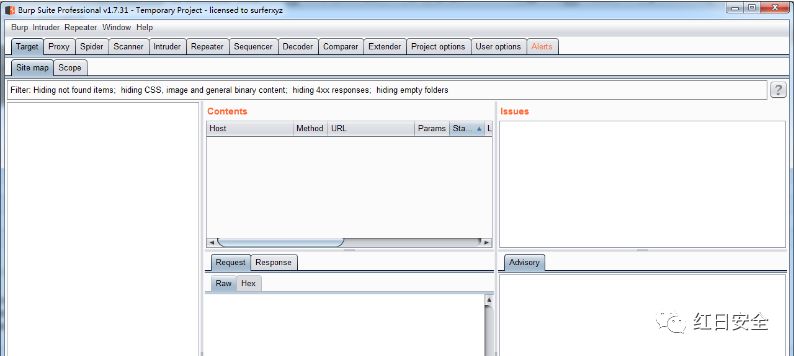 Burp Suite Professional v1.7.31 - Temporary Project - licensed to surferxyz
Burp Intruder Repeater Window Help
Target Proxy Spider Scanner Intruder Repeater Sequencer Decoder Comparer Extender Project options User options Alerts
Site map Scope
Filter: Hiding not found items; hiding CSS, image and general binary content; hiding 4xx responses; hiding empty folders ?
Contents Issues
Host Method URL Params Sta... L
Request Response Advisory
Raw Hex
红日安全